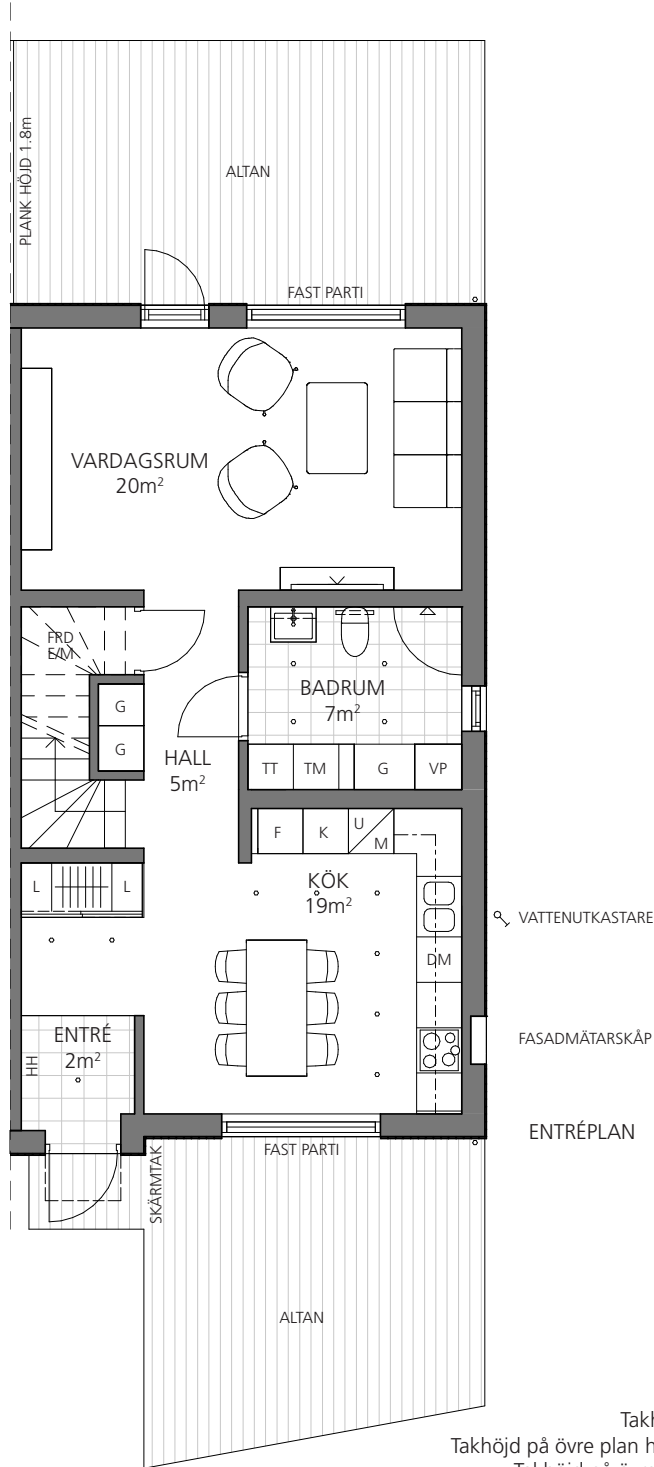 PLANK HÖJD 1.8m
ALTAN
FAST PARTI
VARDAGSRUM
20m²
FRD
E/M
G
G
HALL
5m²
BADRUM
7m²
TT TM G VP
F K U M
KÖK
19m²
L L
DM
VATTENUTKASTARE
FASADMÄTARSKÅP
ENTRÉ
2m²
HH
ENTRÉPLAN
FAST PARTI
SKÄRMTAK
ALTAN
Takh
Takhöjd på övre plan h